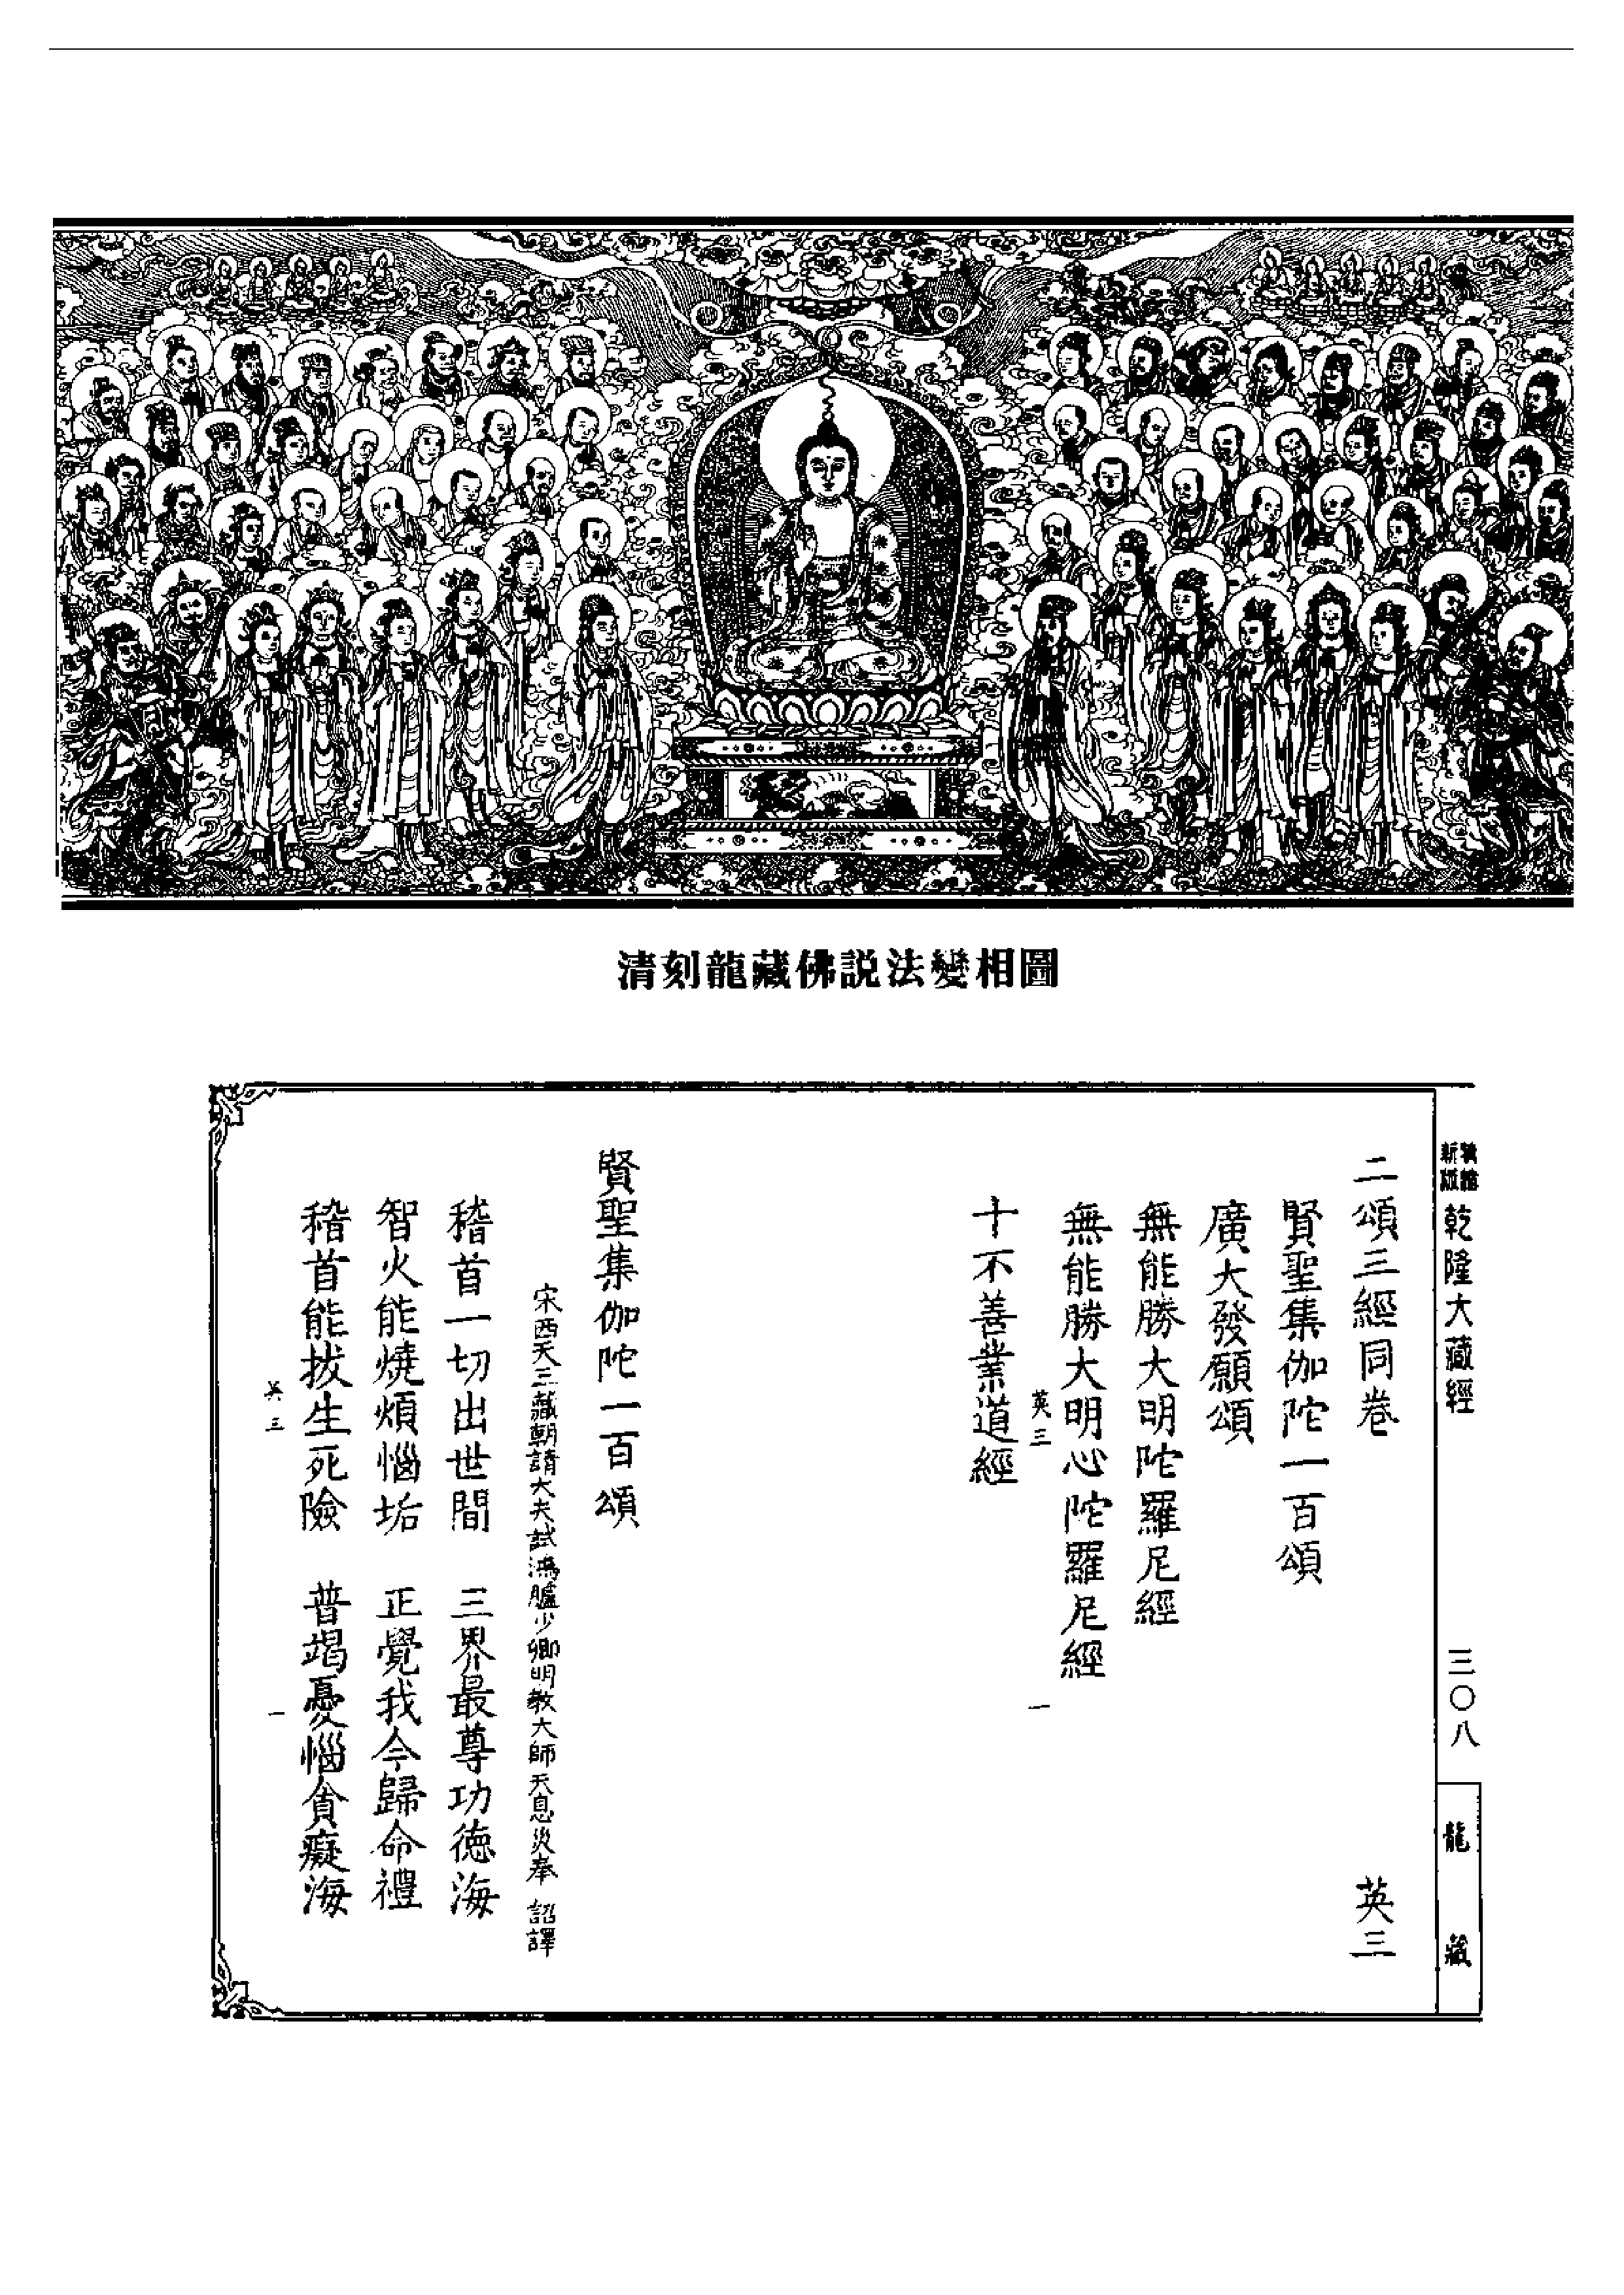 清刻龍藏佛説法變相圖
新版
乾隆大藏經
三〇八
龍藏
二頌三經同卷 英三
賢聖集伽陀一百頌
廣大發願頌
無能勝大明陀羅尼經
無能勝大明心陀羅尼經
英三 一
十不善業道經
賢聖集伽陀一百頌
宋西天三藏朝請大夫試鴻臚少卿明教大師天息災奉 詔譯
稽首一切出世間 三界最尊功德海
智火能燒煩惱垢 正覺我今歸命禮
稽首能拔生死險 普竭憂惱貪癡海
英三 一